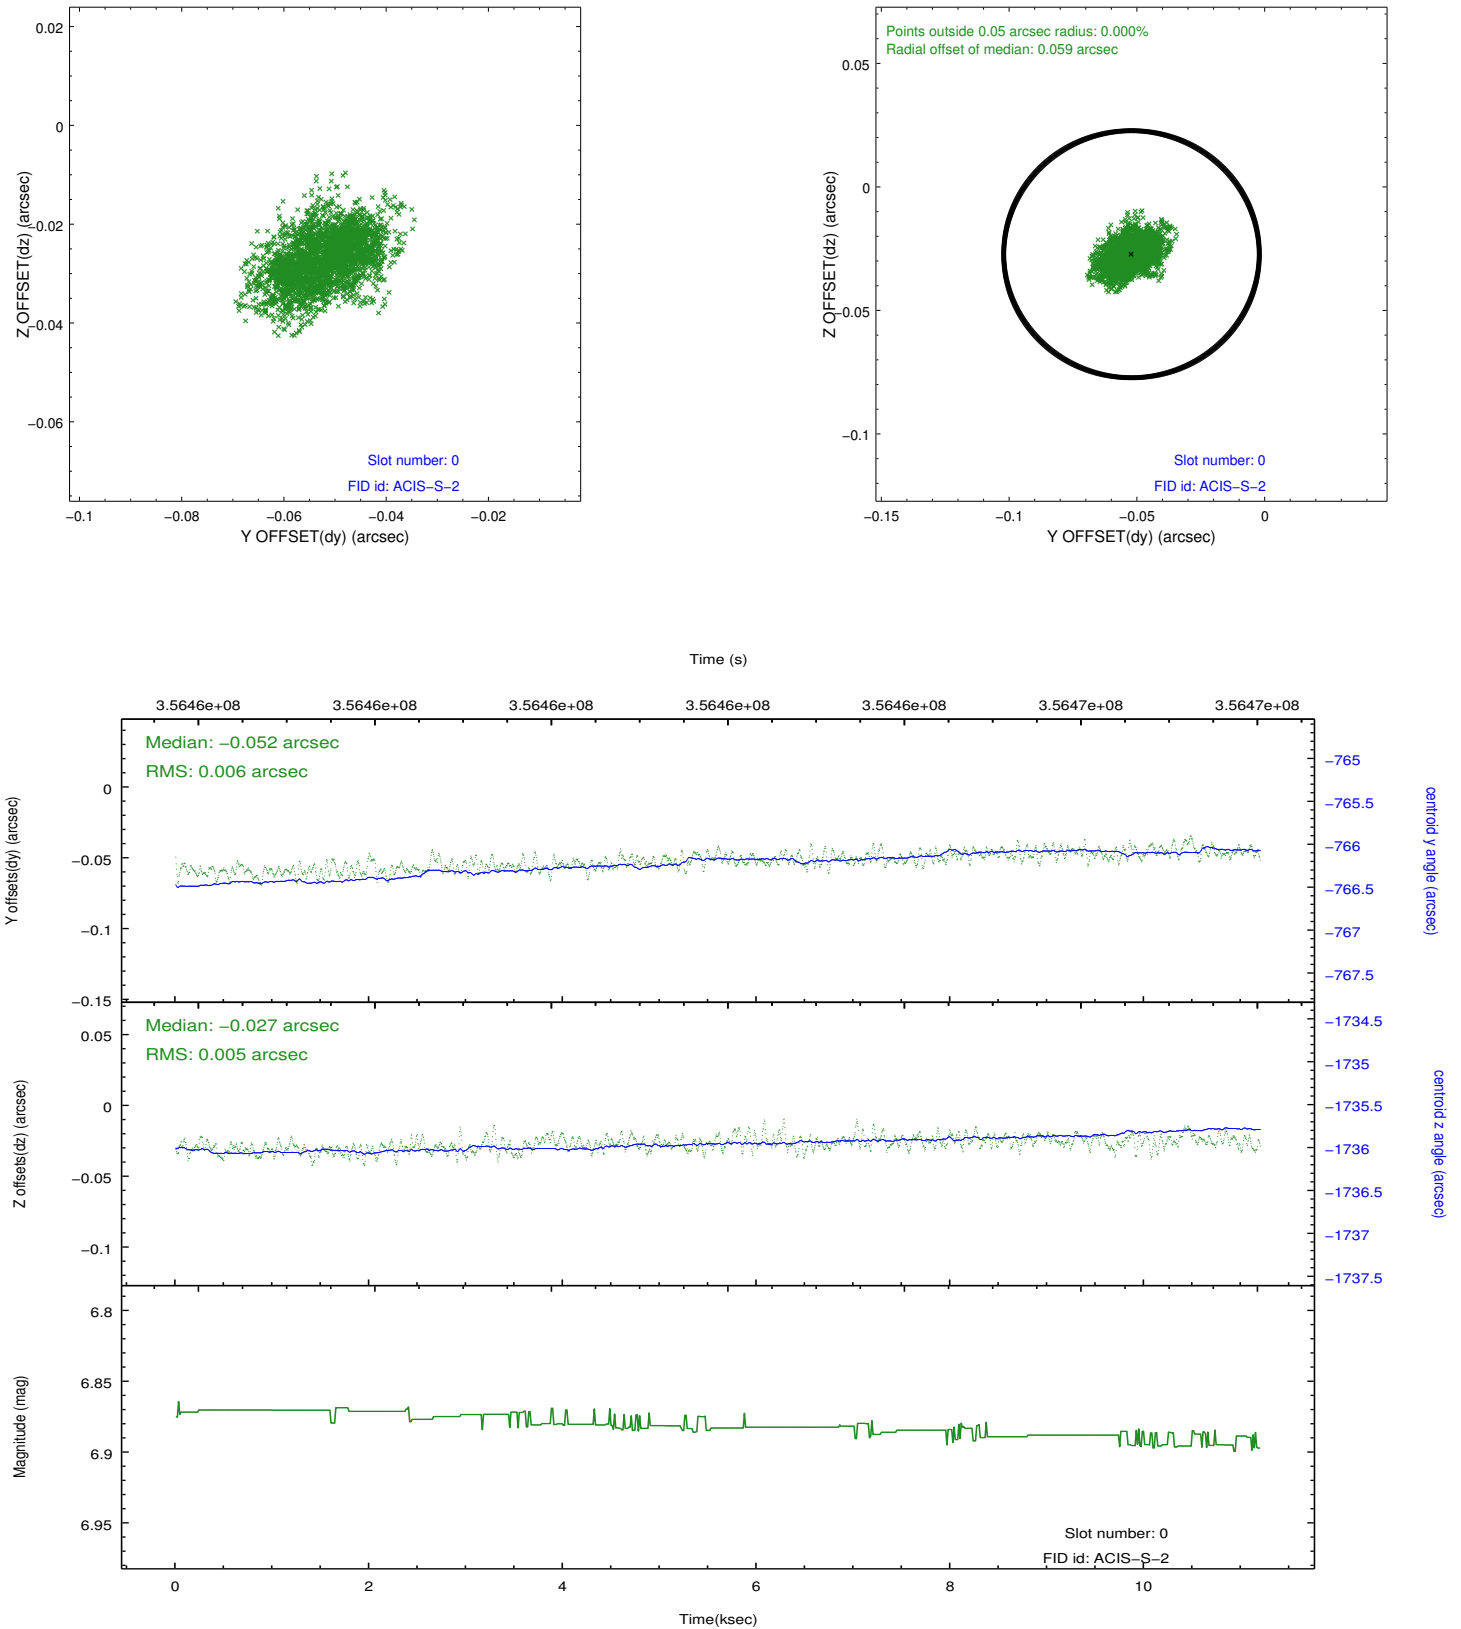 0.02
0
−0.02
−0.04
−0.06
Z OFFSET(dz) (arcsec)
Slot number: 0
FID id: ACIS−S−2
−0.1 −0.08 −0.06 −0.04 −0.02
Y OFFSET(dy) (arcsec)
Points outside 0.05 arcsec radius: 0.000%
Radial offset of median: 0.059 arcsec
0.05
0
−0.05
−0.1
Z OFFSET(dz) (arcsec)
Slot number: 0
FID id: ACIS−S−2
−0.15 −0.1 −0.05 0
Y OFFSET(dy) (arcsec)
Time (s)
3.5646e+08 3.5646e+08 3.5646e+08 3.5646e+08 3.5646e+08 3.5647e+08 3.5647e+08
Median: −0.052 arcsec
RMS: 0.006 arcsec
0
−0.05
−0.1
−0.15
Y offsets(dy) (arcsec)
−765
−765.5
−766
−766.5
−767
−767.5
centroid y angle (arcsec)
Median: −0.027 arcsec
RMS: 0.005 arcsec
0.05
0
−0.05
−0.1
Z offsets(dz) (arcsec)
−1734.5
−1735
−1735.5
−1736
−1736.5
−1737
−1737.5
centroid z angle (arcsec)
6.8
6.85
6.9
6.95
Magnitude (mag)
Slot number: 0
FID id: ACIS−S−2
0 2 4 6 8 10
Time(ksec)